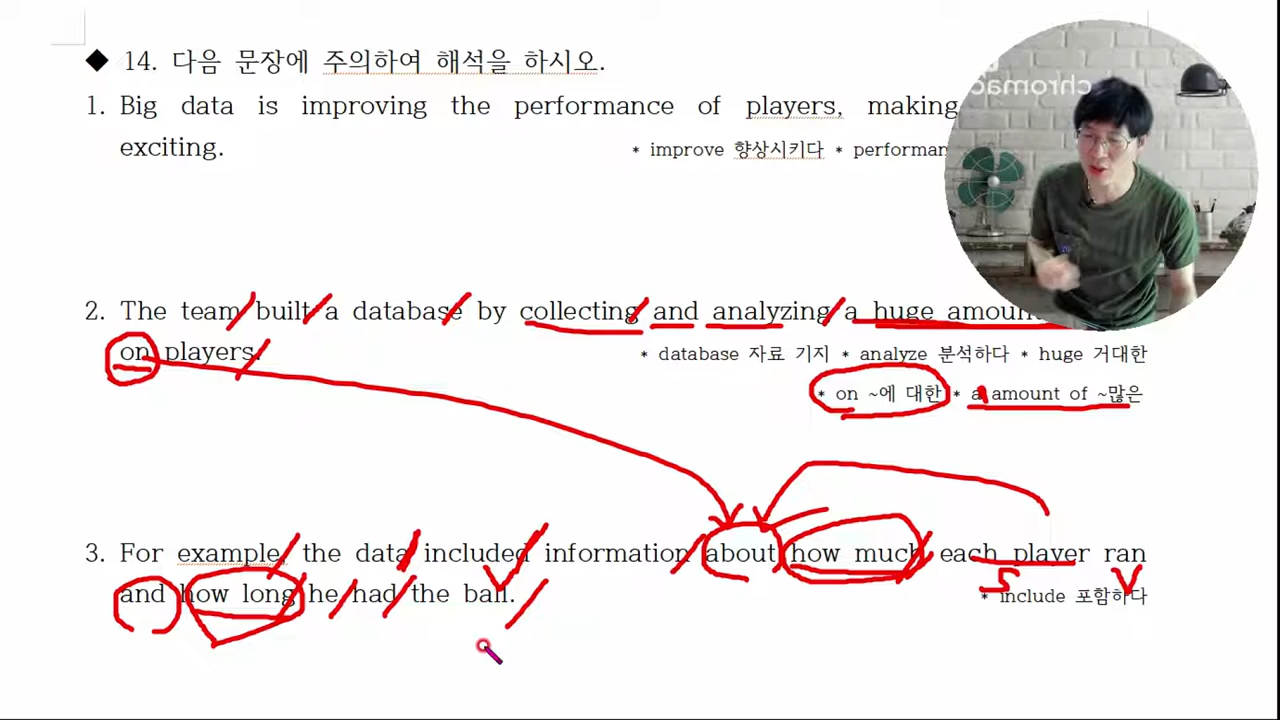 ◆ 14. 다음 문장에 주의하여 해석을 하시오.
chromac
1. Big data is improving the performance of players, making
exciting. * improve 향상시키다 * performan
2. The team built a database by collecting and analyzing a huge amoun
on players. * database 자료 기지 * analyze 분석하다 * huge 거대한
* on ~에 대한 * a amount of ~많은
3. For example, the data included information about how much each player ran
and how long he had the ball. * include 포함하다
S V